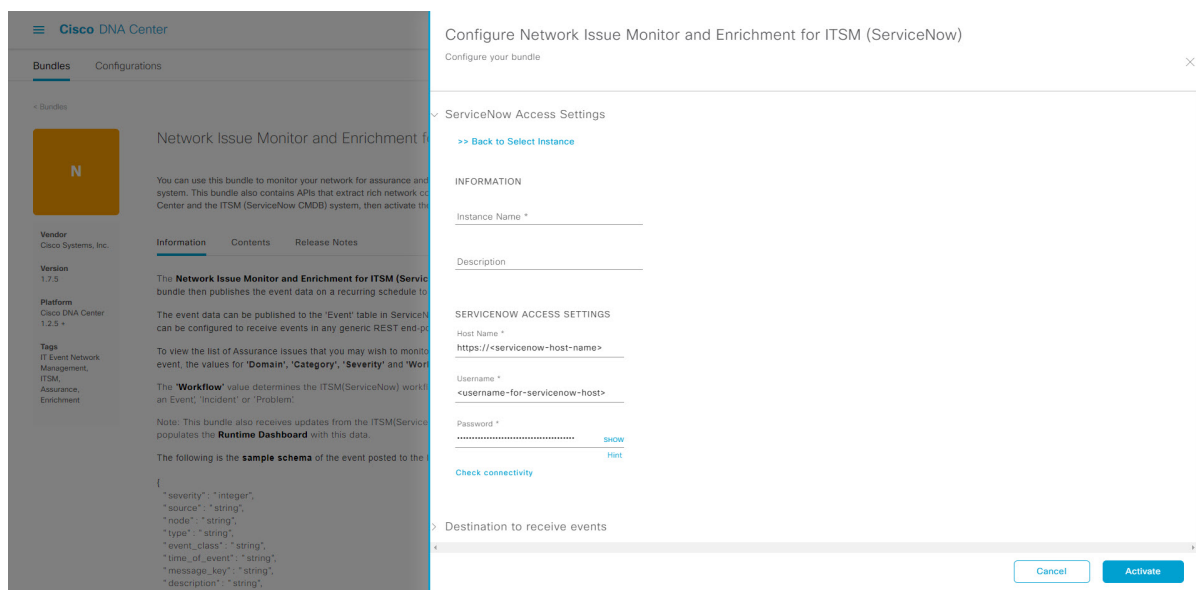 Cisco DNA Center
Bundles Configurations
< Bundles
N
Vendor
Cisco Systems, Inc.
Version
1.7.5
Platform
Cisco DNA Center
1.2.5 +
Tags
IT Event Network
Management,
ITSM,
Assurance,
Enrichment
Network Issue Monitor and Enrichment
You can use this bundle to monitor your network for assurance and
system. This bundle also contains APIs that extract rich network
Center and the ITSM (ServiceNow CMDB) system, then activate
Information Contents Release Notes
The Network Issue Monitor and Enrichment for ITSM
bundle then publishes the event data on a recurring schedule to
The event data can be published to the 'Event' table in
can be configured to receive events in any generic REST
To view the list of Assurance issues that you may wish to
event, the values for 'Domain', 'Category', 'Severity' and
The 'Workflow' value determines the ITSM(ServiceNow)
an Event', 'Incident' or 'Problem'.
Note: This bundle also receives updates from the
populates the Runtime Dashboard with this data.
The following is the sample schema of the event posted to the
{
"severity" : "integer",
"source" : "string",
"node" : "string",
"type" : "string",
"event_class" : "string",
"time_of_event" : "string",
"message_key" : "string",
"description" : "string",
Configure Network Issue Monitor and Enrichment for ITSM (ServiceNow)
Configure your bundle
ServiceNow Access Settings
>> Back to Select Instance
INFORMATION
Instance Name *
Description
SERVICENOW ACCESS SETTINGS
Host Name *
https://<servicenow-host-name>
Username *
<username-for-servicenow-host>
Password *
SHOW
Hint
Check connectivity
Destination to receive events
Cancel Activate